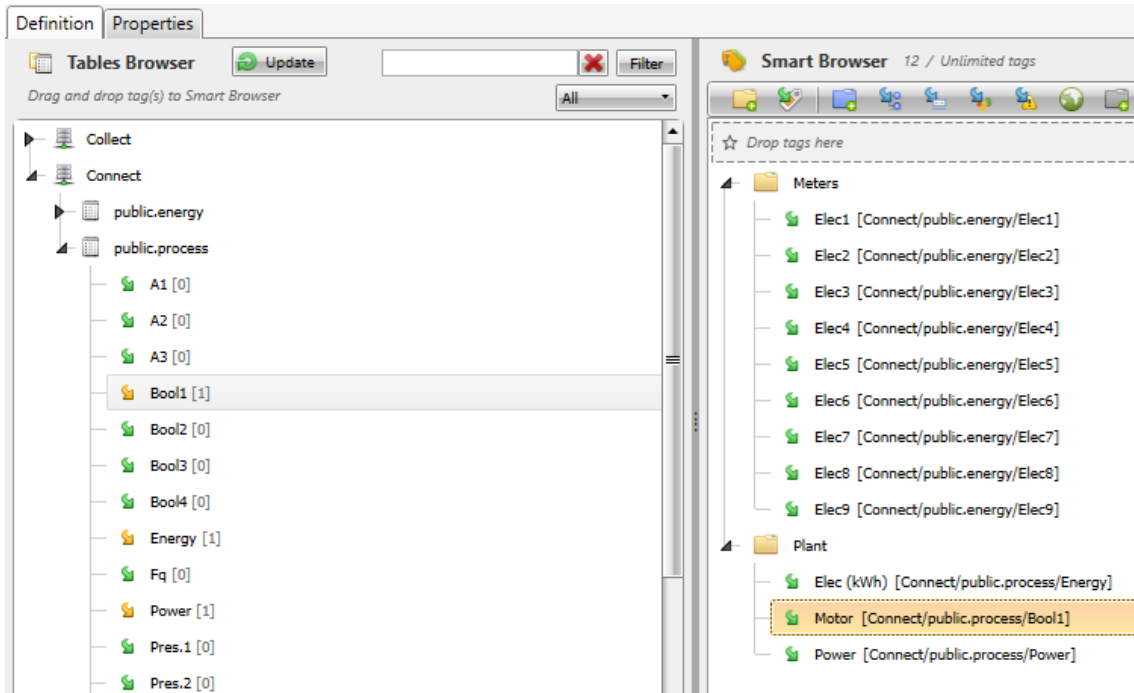 Definition
Properties
Tables Browser
Update
Filter
Drag and drop tag(s) to Smart Browser
All
Collect
Connect
public.energy
public.process
A1 [0]
A2 [0]
A3 [0]
Bool1 [1]
Bool2 [0]
Bool3 [0]
Bool4 [0]
Energy [1]
Fq [0]
Power [1]
Pres.1 [0]
Pres.2 [0]
Smart Browser 12 / Unlimited tags
Drop tags here
Meters
Elec1 [Connect/public.energy/Elec1]
Elec2 [Connect/public.energy/Elec2]
Elec3 [Connect/public.energy/Elec3]
Elec4 [Connect/public.energy/Elec4]
Elec5 [Connect/public.energy/Elec5]
Elec6 [Connect/public.energy/Elec6]
Elec7 [Connect/public.energy/Elec7]
Elec8 [Connect/public.energy/Elec8]
Elec9 [Connect/public.energy/Elec9]
Plant
Elec (kWh) [Connect/public.process/Energy]
Motor [Connect/public.process/Bool1]
Power [Connect/public.process/Power]